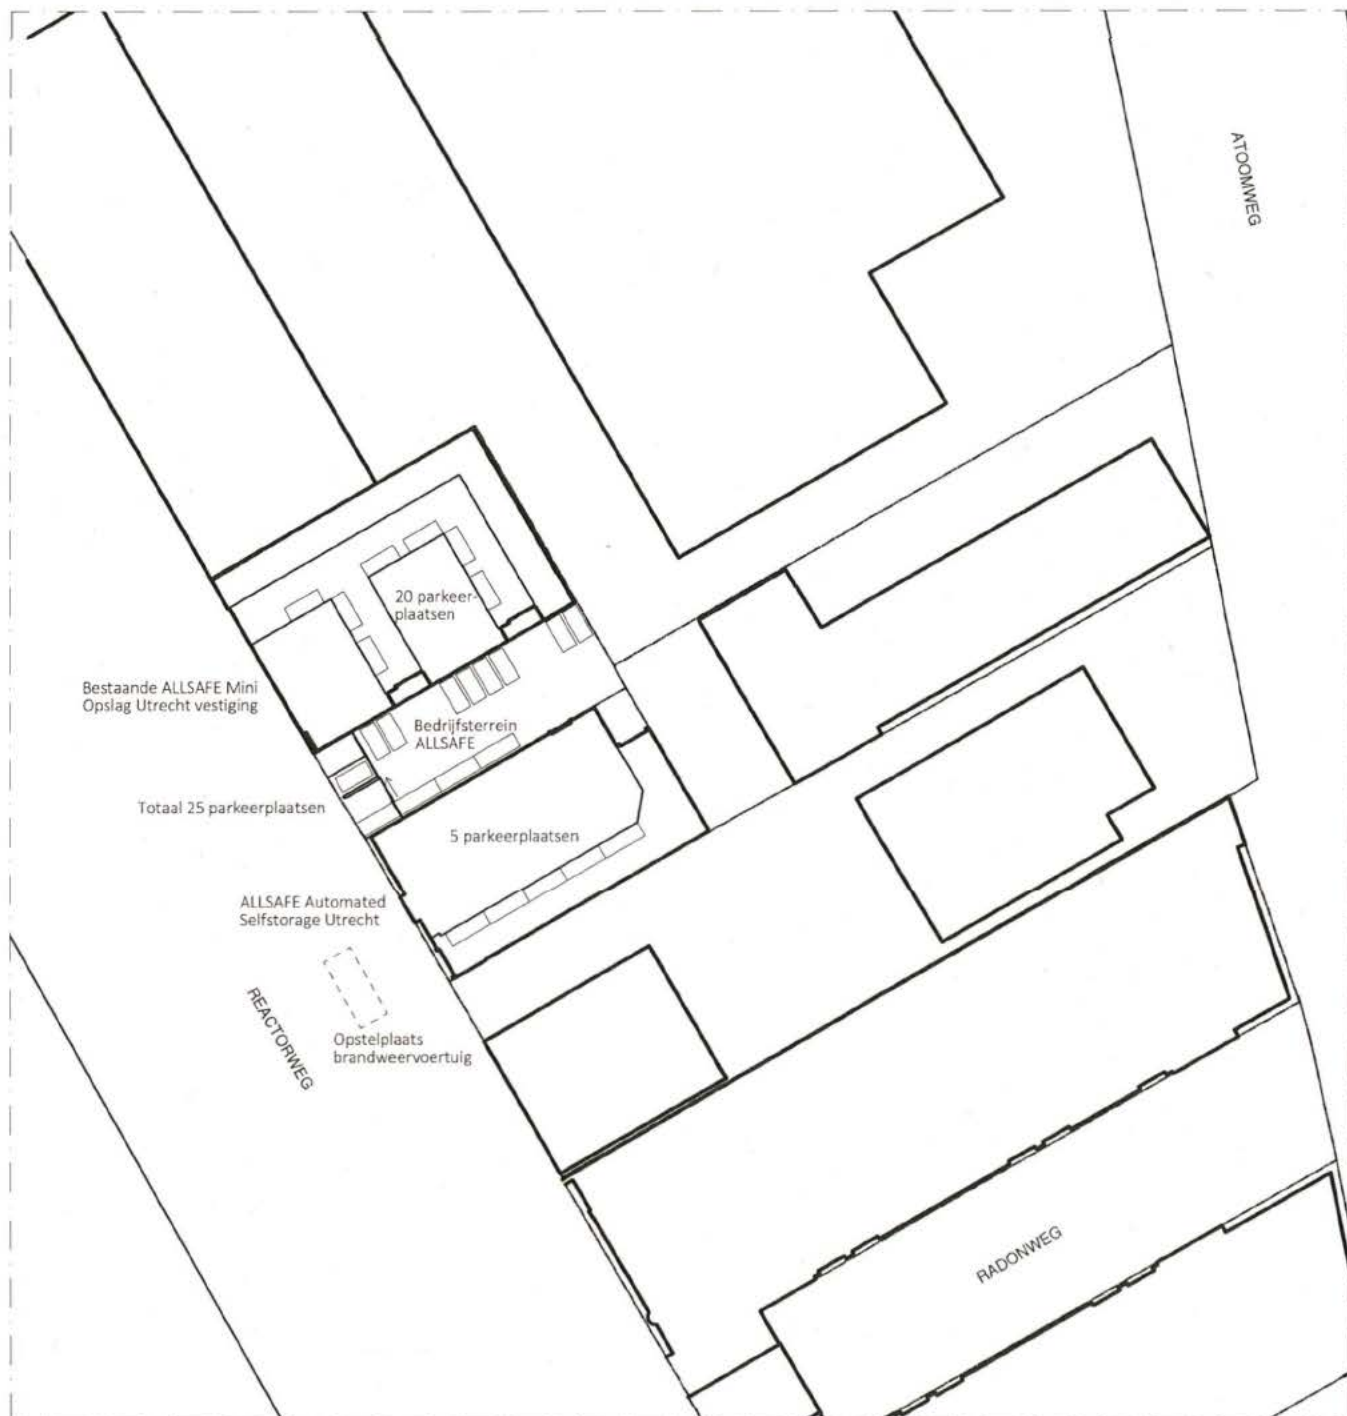 ATOOMWEG
20 parkeer-
plaatsen
Bestaande ALLSAFE Mini
Opslag Utrecht vestiging
Bedrijfsterrein
ALLSAFE
Totaal 25 parkeerplaatsen
5 parkeerplaatsen
ALLSAFE Automated
Selfstorage Utrecht
REACTORWEG
Opstelplaats
brandweervoertuig
RADONWEG